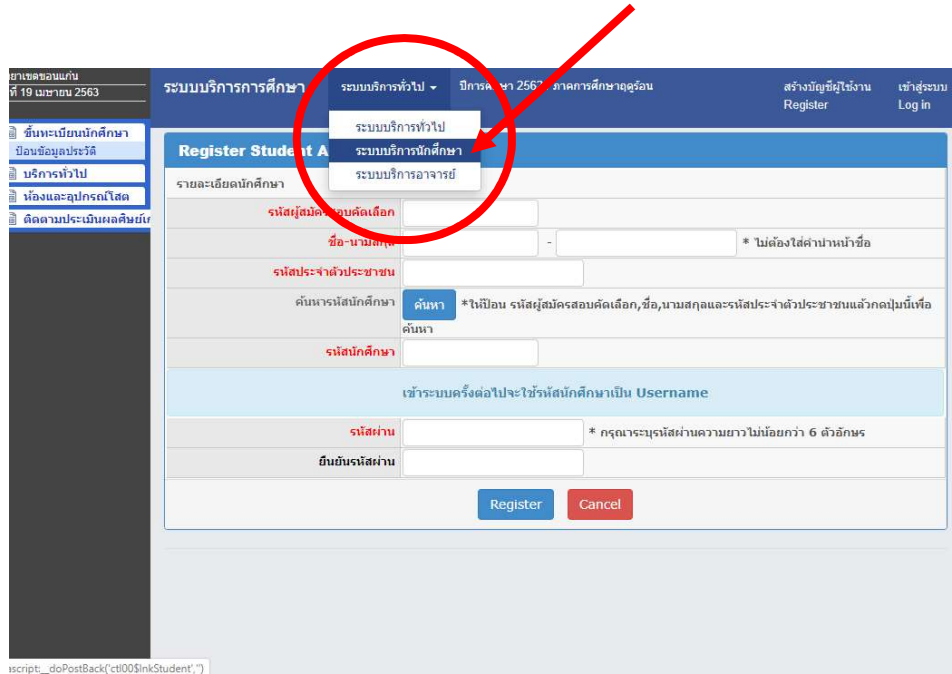 ยาเขตขอนแก่น
ที่ 19 เมษายน 2563
ระบบบริการการศึกษา
ระบบบริการทั่วไป
ปีการศึกษา 2563 ภาคการศึกษาฤดูร้อน
สร้างบัญชีผู้ใช้งาน
Register
เข้าสู่ระบบ
Log in
ระบบบริการทั่วไป
ระบบบริการนักศึกษา
ระบบบริการอาจารย์
ขึ้นทะเบียนนักศึกษา
ป้อนข้อมูลประวัติ
บริการทั่วไป
ห้องและอุปกรณ์โสต
ติดตามประเมินผลศิษย์เก
Register Student A
รายละเอียดนักศึกษา
รหัสผู้สมัครสอบคัดเลือก
ชื่อ-นามสกุล
- * ไม่ต้องใส่คำนำหน้าชื่อ
รหัสประจำตัวประชาชน
ค้นหารหัสนักศึกษา ค้นหา *ให้ป้อน รหัสผู้สมัครสอบคัดเลือก,ชื่อ,นามสกุลและรหัสประจำตัวประชาชนแล้วกดปุ่มนี้เพื่อ
ค้นหา
รหัสนักศึกษา
เข้าระบบครั้งต่อไปจะใช้รหัสนักศึกษาเป็น Username
รหัสผ่าน * กรุณาระบุรหัสผ่านความยาวไม่น้อยกว่า 6 ตัวอักษร
ยืนยันรหัสผ่าน
Register Cancel
ascript:__doPostBack('ctl00$lnkStudent','')